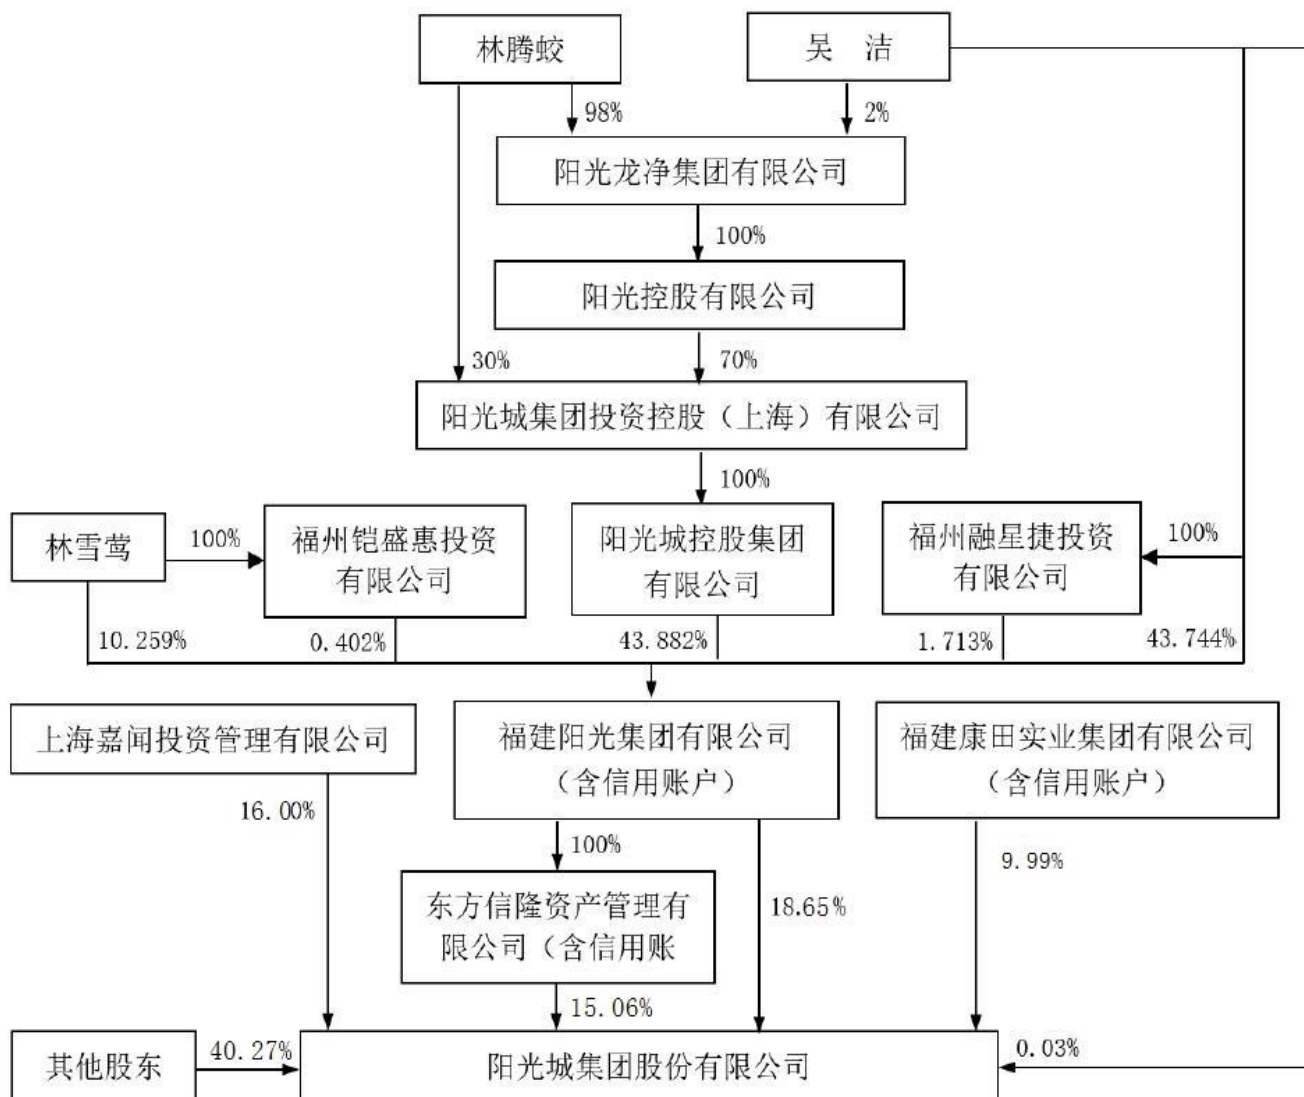 林腾蛟
吴 洁
98%
2%
阳光龙净集团有限公司
100%
阳光控股有限公司
30%
70%
阳光城集团投资控股（上海）有限公司
100%
林雪莺
100%
福州铠盛惠投资
有限公司
阳光城控股集团
有限公司
福州融星捷投资
有限公司
100%
10.259%
0.402%
43.882%
1.713%
43.744%
上海嘉闻投资管理有限公司
福建阳光集团有限公司
（含信用账户）
福建康田实业集团有限公司
（含信用账户）
16.00%
100%
18.65%
9.99%
东方信隆资产管理有
限公司（含信用账
15.06%
其他股东
40.27%
阳光城集团股份有限公司
0.03%